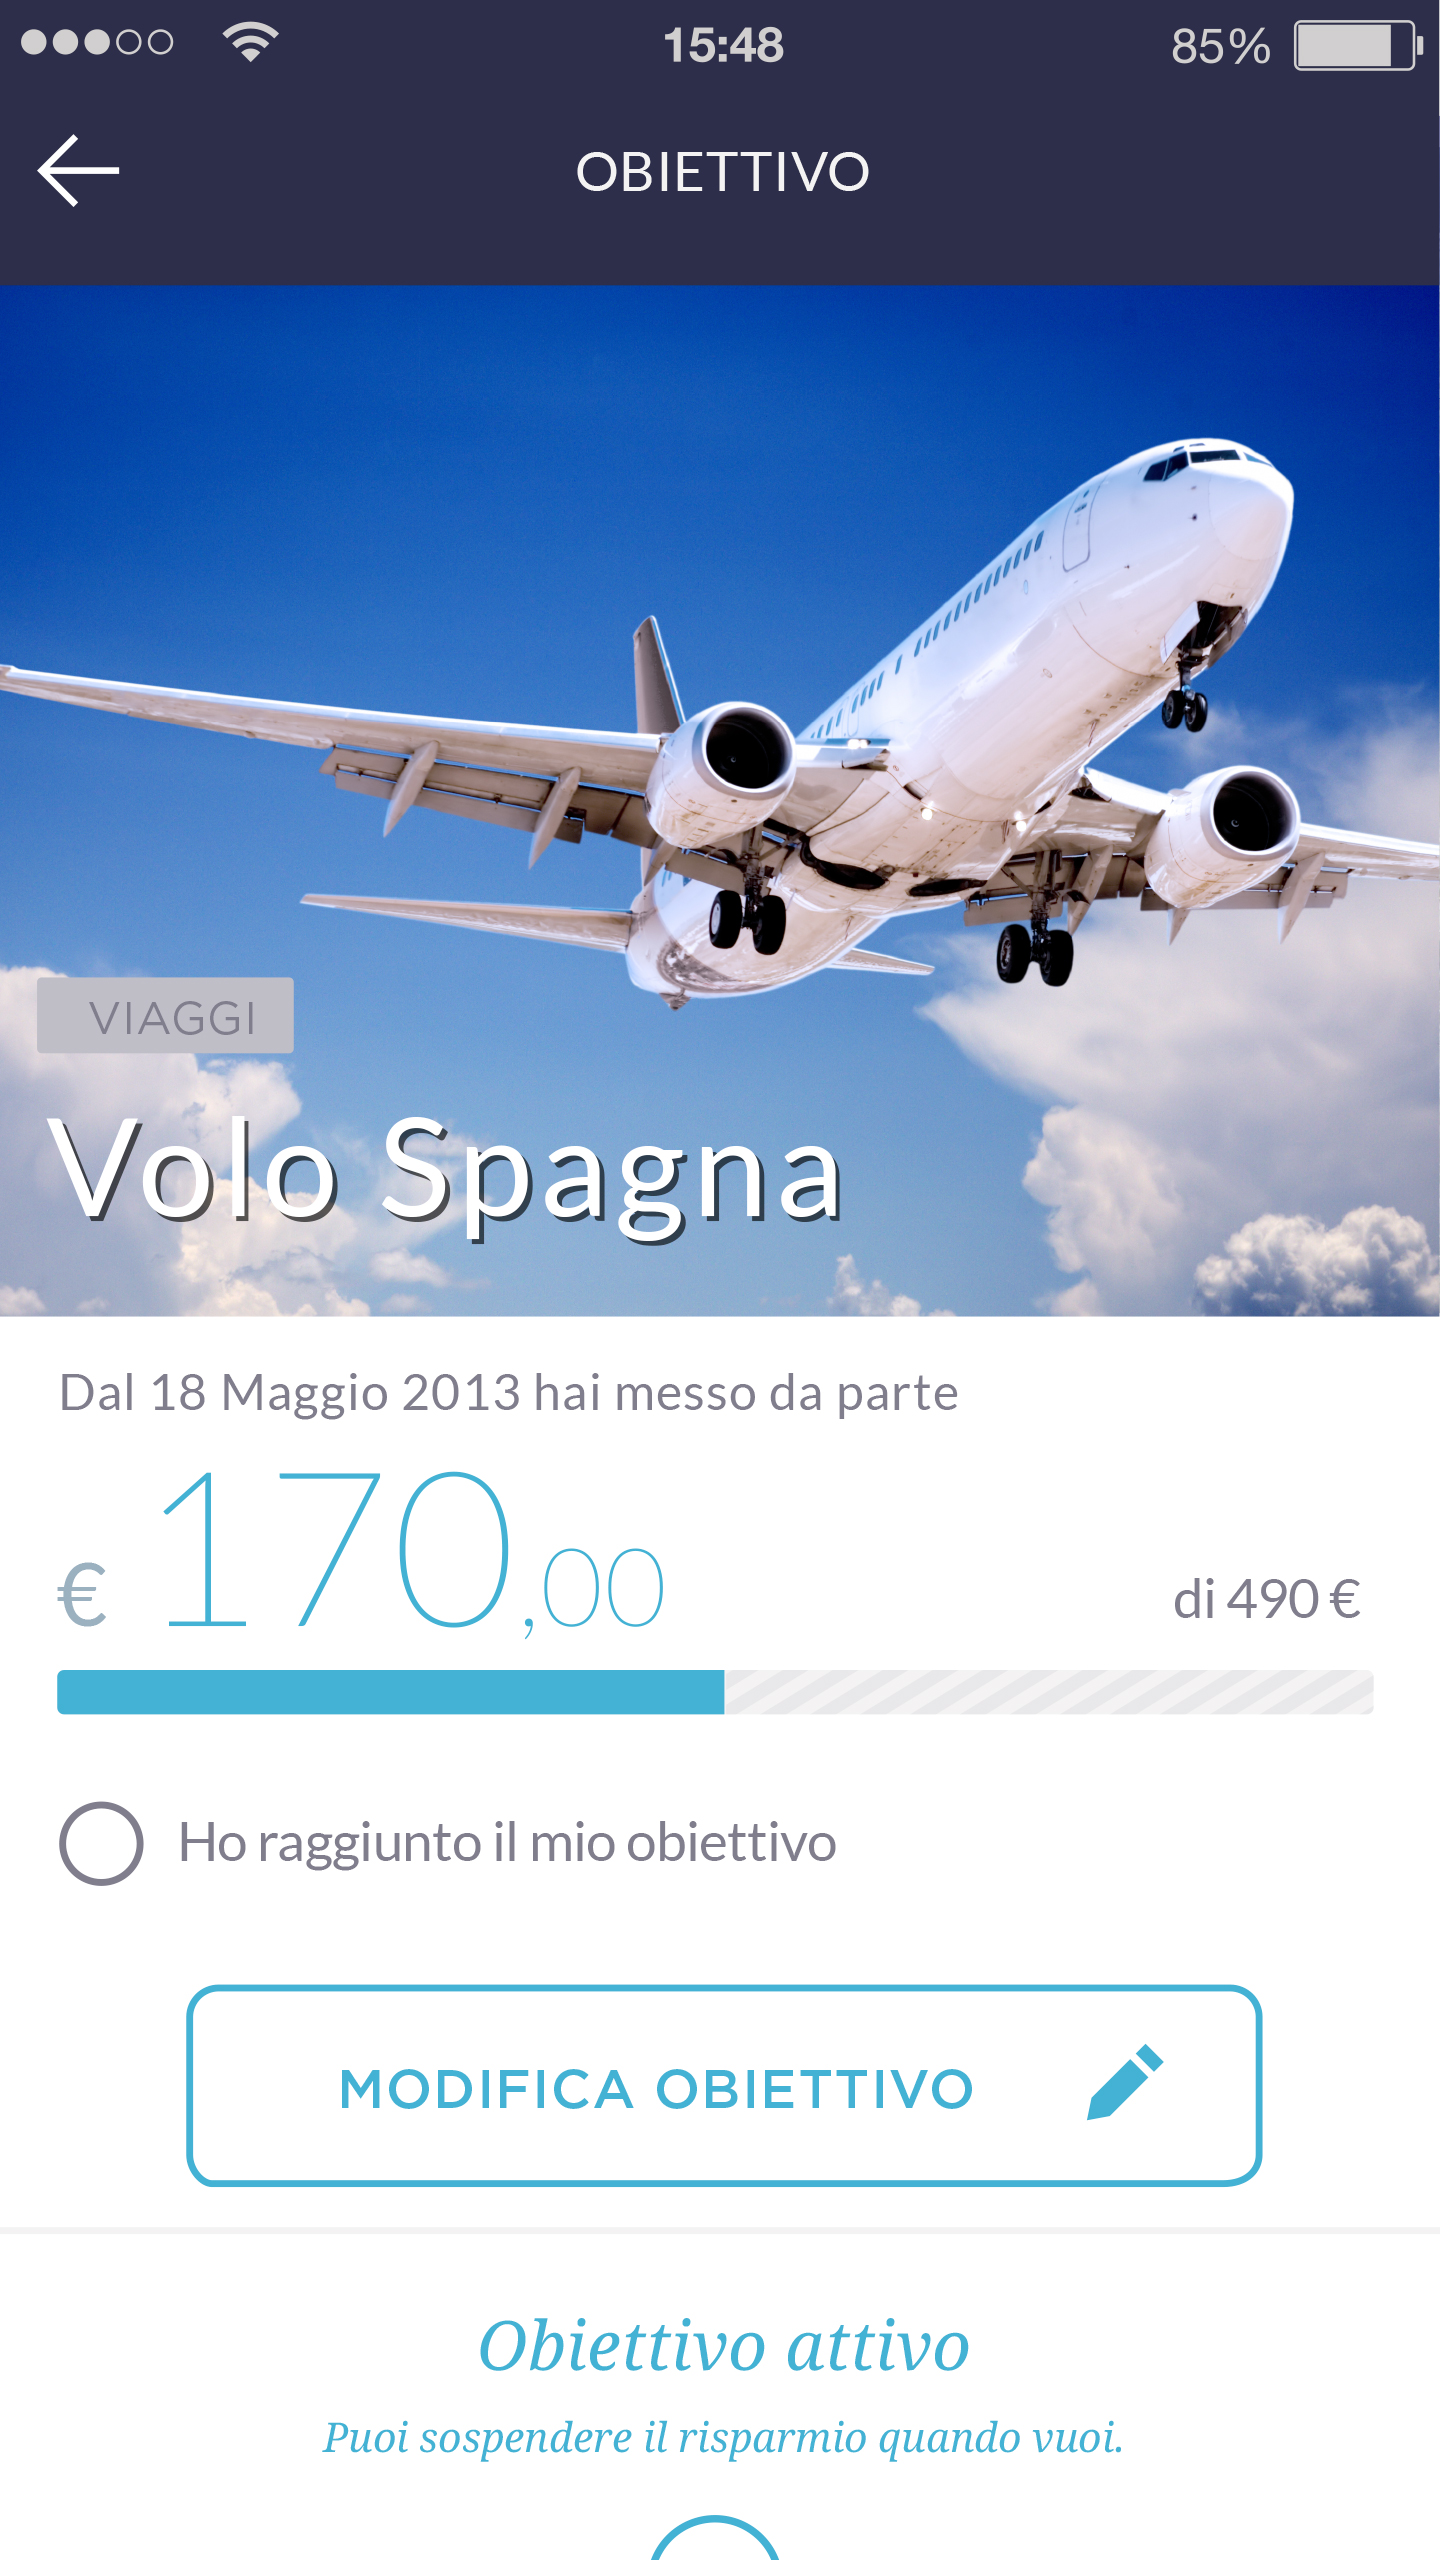 15:48
85%
OBIETTIVO
VIAGGI
Volo Spagna
Dal 18 Maggio 2013 hai messo da parte
€ 170,00
di 490 €
Ho raggiunto il mio obiettivo
MODIFICA OBIETTIVO
Obiettivo attivo
Puoi sospendere il risparmio quando vuoi.